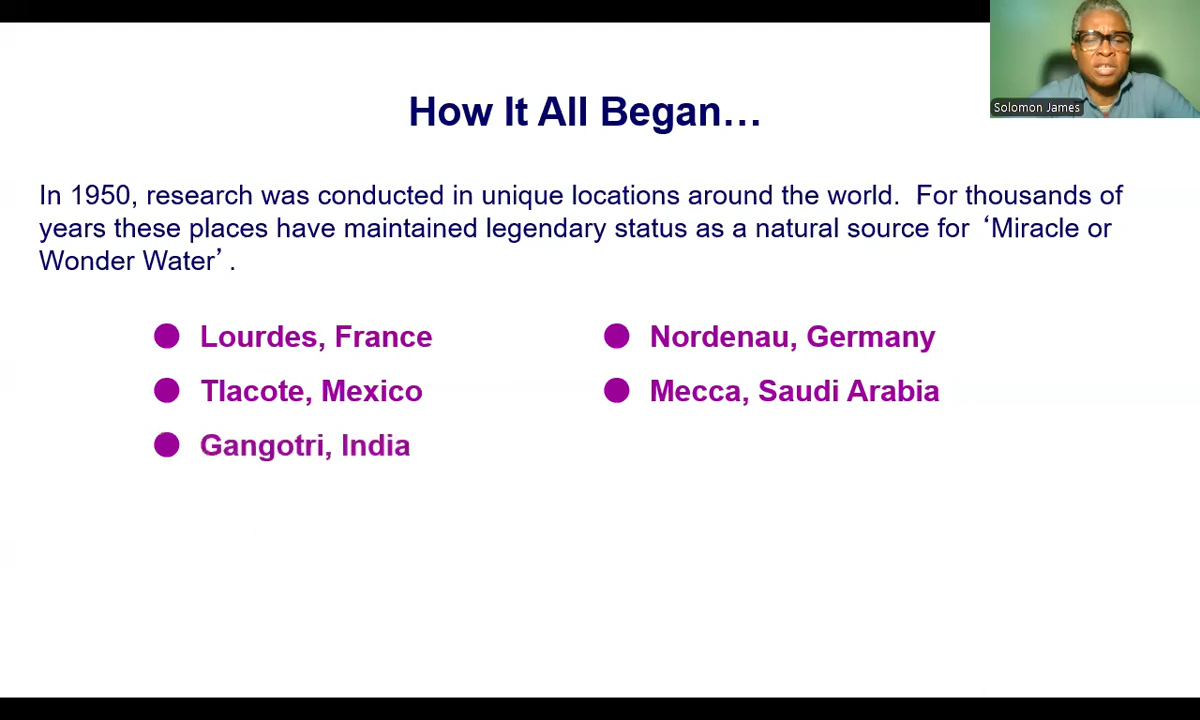 Solomon James
How It All Began…
In 1950, research was conducted in unique locations around the world.  For thousands of
years these places have maintained legendary status as a natural source for ‘Miracle or
Wonder Water’.
Lourdes, France
Tlacote, Mexico
Gangotri, India
Nordenau, Germany
Mecca, Saudi Arabia